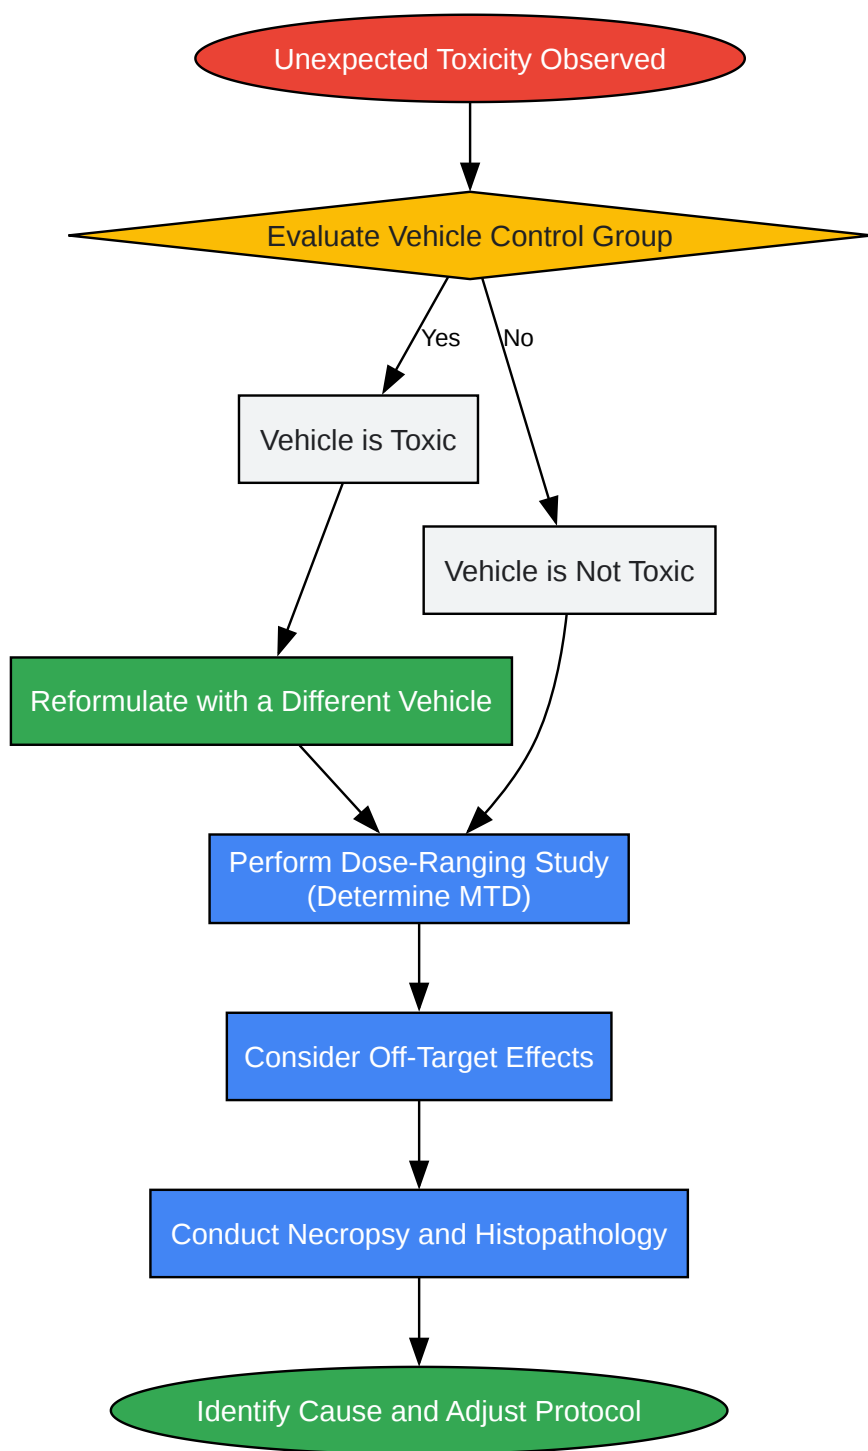 Unexpected Toxicity Observed
Evaluate Vehicle Control Group
Yes
No
Vehicle is Toxic
Vehicle is Not Toxic
Reformulate with a Different Vehicle
Perform Dose-Ranging Study
(Determine MTD)
Consider Off-Target Effects
Conduct Necropsy and Histopathology
Identify Cause and Adjust Protocol